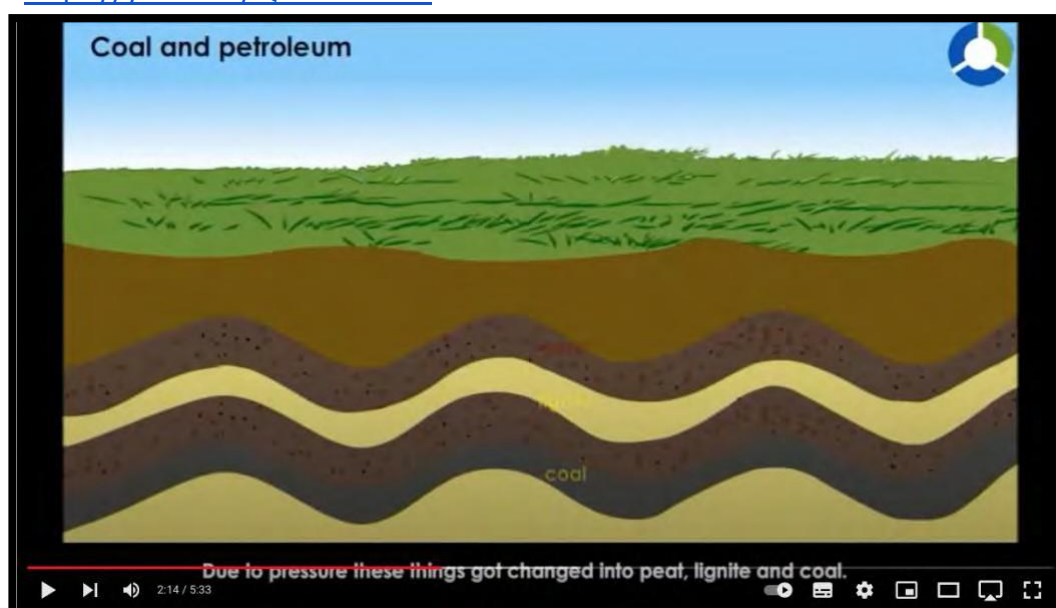 Coal and petroleum
coal
Due to pressure these things got changed into peat, lignite and coal.
2:14 / 5:33